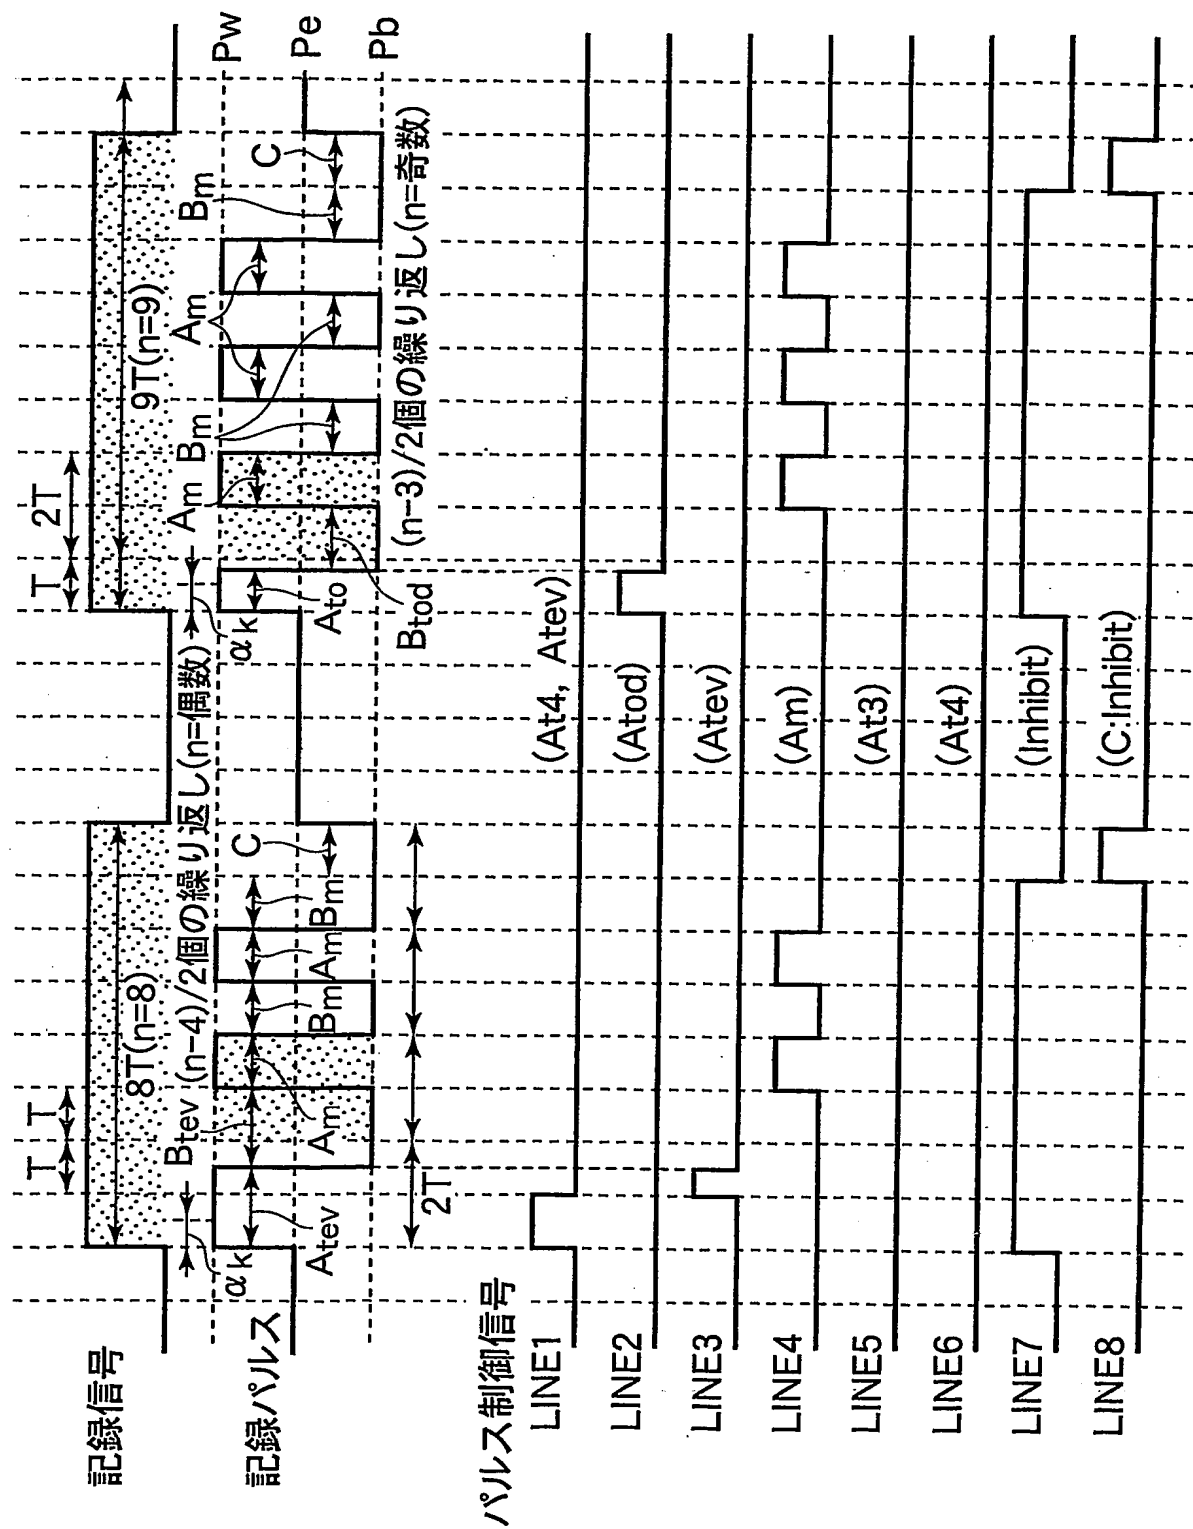 記録信号
8T(n=8)
9T(n=9)
T
T
T
2T
αk
Btev
(n−4)/2個の繰り返し(n=偶数)
αk
Am
Bm
Am
Bm
Pw
記録パルス
Atev
Am
Bm
Am
Bm
C
Ato
Btod
C
Pe
Pb
2T
(n−3)/2個の繰り返し(n=奇数)
パルス制御信号
LINE1
(At4, Atev)
LINE2
(Atod)
LINE3
(Atev)
LINE4
(Am)
LINE5
(At3)
LINE6
(At4)
LINE7
(Inhibit)
LINE8
(C:Inhibit)